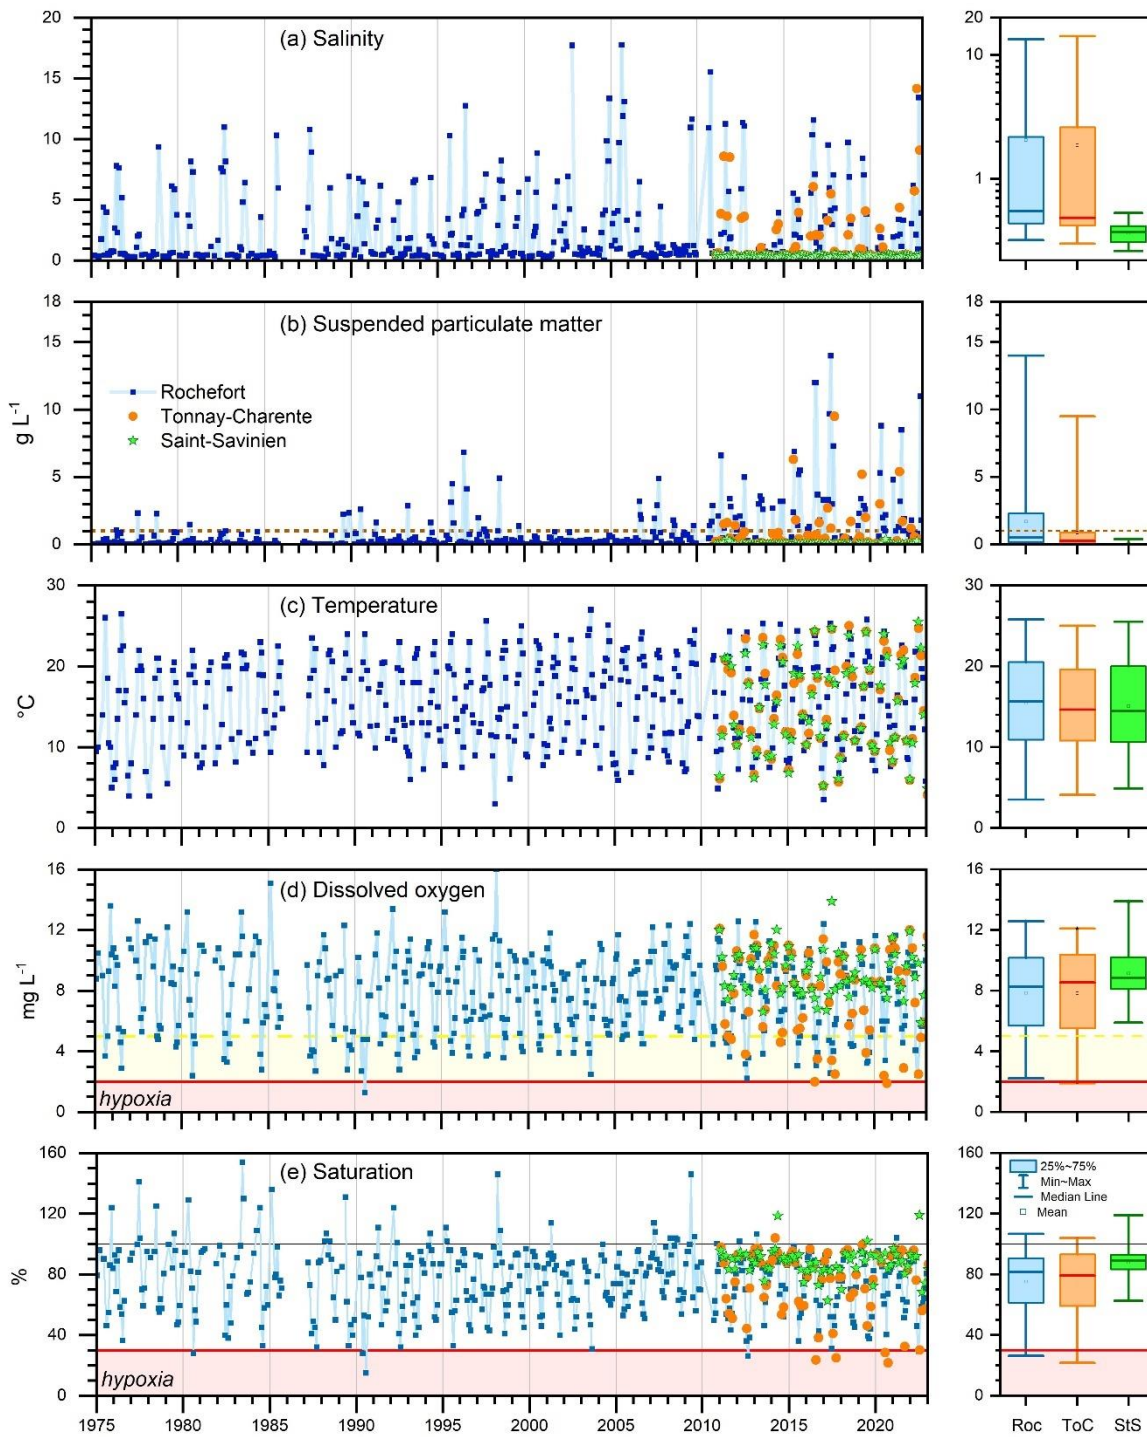 (a) Salinity
20
15
10
5
0
20
10
1
(b) Suspended particulate matter
g L-1
18
15
10
5
0
Rochefort
Tonnay-Charente
Saint-Savinien
18
15
10
5
0
(c) Temperature
°C
30
20
10
0
30
20
10
0
(d) Dissolved oxygen
mg L-1
16
12
8
4
0
hypoxia
16
12
8
4
0
(e) Saturation
%
160
120
80
40
0
hypoxia
160
120
80
40
0
25%~75%
Min~Max
Median Line
Mean
1975 1980 1985 1990 1995 2000 2005 2010 2015 2020
Roc ToC StS